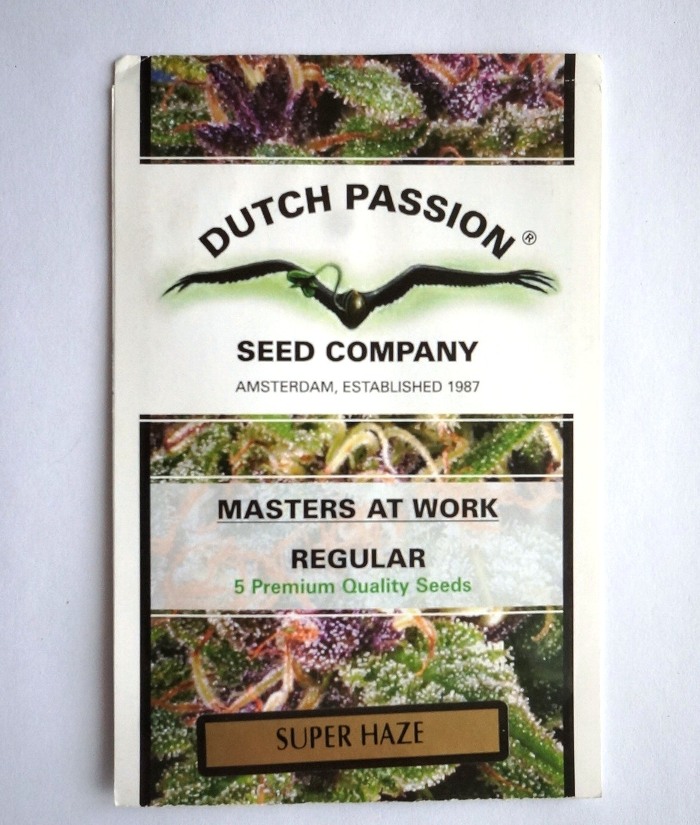 DUTCH PASSION®
SEED COMPANY
AMSTERDAM, ESTABLISHED 1987
MASTERS AT WORK
REGULAR
5 Premium Quality Seeds
SUPER HAZE